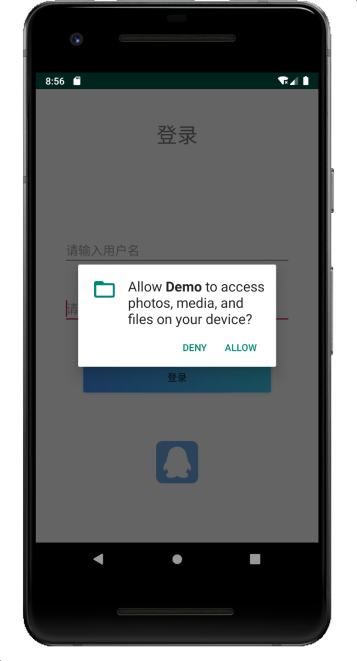 8:56
登录
请输入用户名
Allow Demo to access
photos, media, and
files on your device?
请
DENY ALLOW
登录